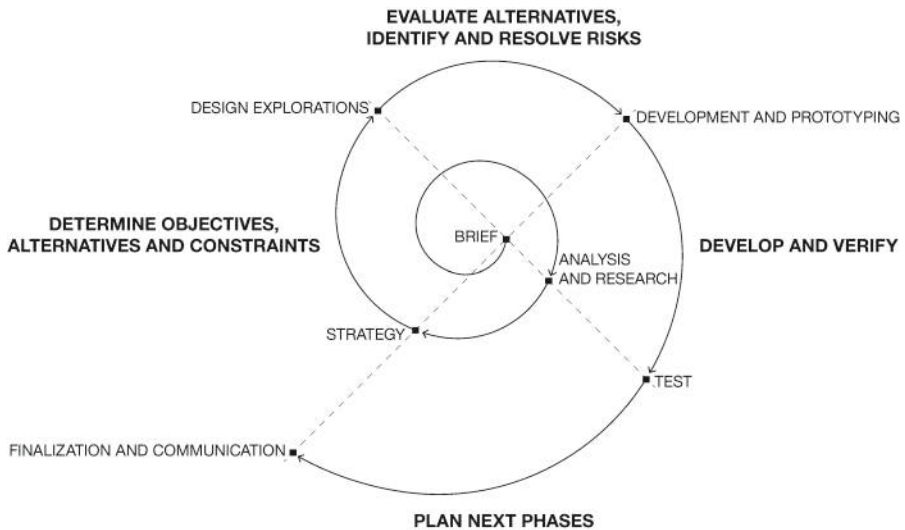 EVALUATE ALTERNATIVES,
IDENTIFY AND RESOLVE RISKS
DESIGN EXPLORATIONS
DEVELOPMENT AND PROTOTYPING
DETERMINE OBJECTIVES,
ALTERNATIVES AND CONSTRAINTS
BRIEF
DEVELOP AND VERIFY
ANALYSIS
AND RESEARCH
STRATEGY
TEST
FINALIZATION AND COMMUNICATION
PLAN NEXT PHASES